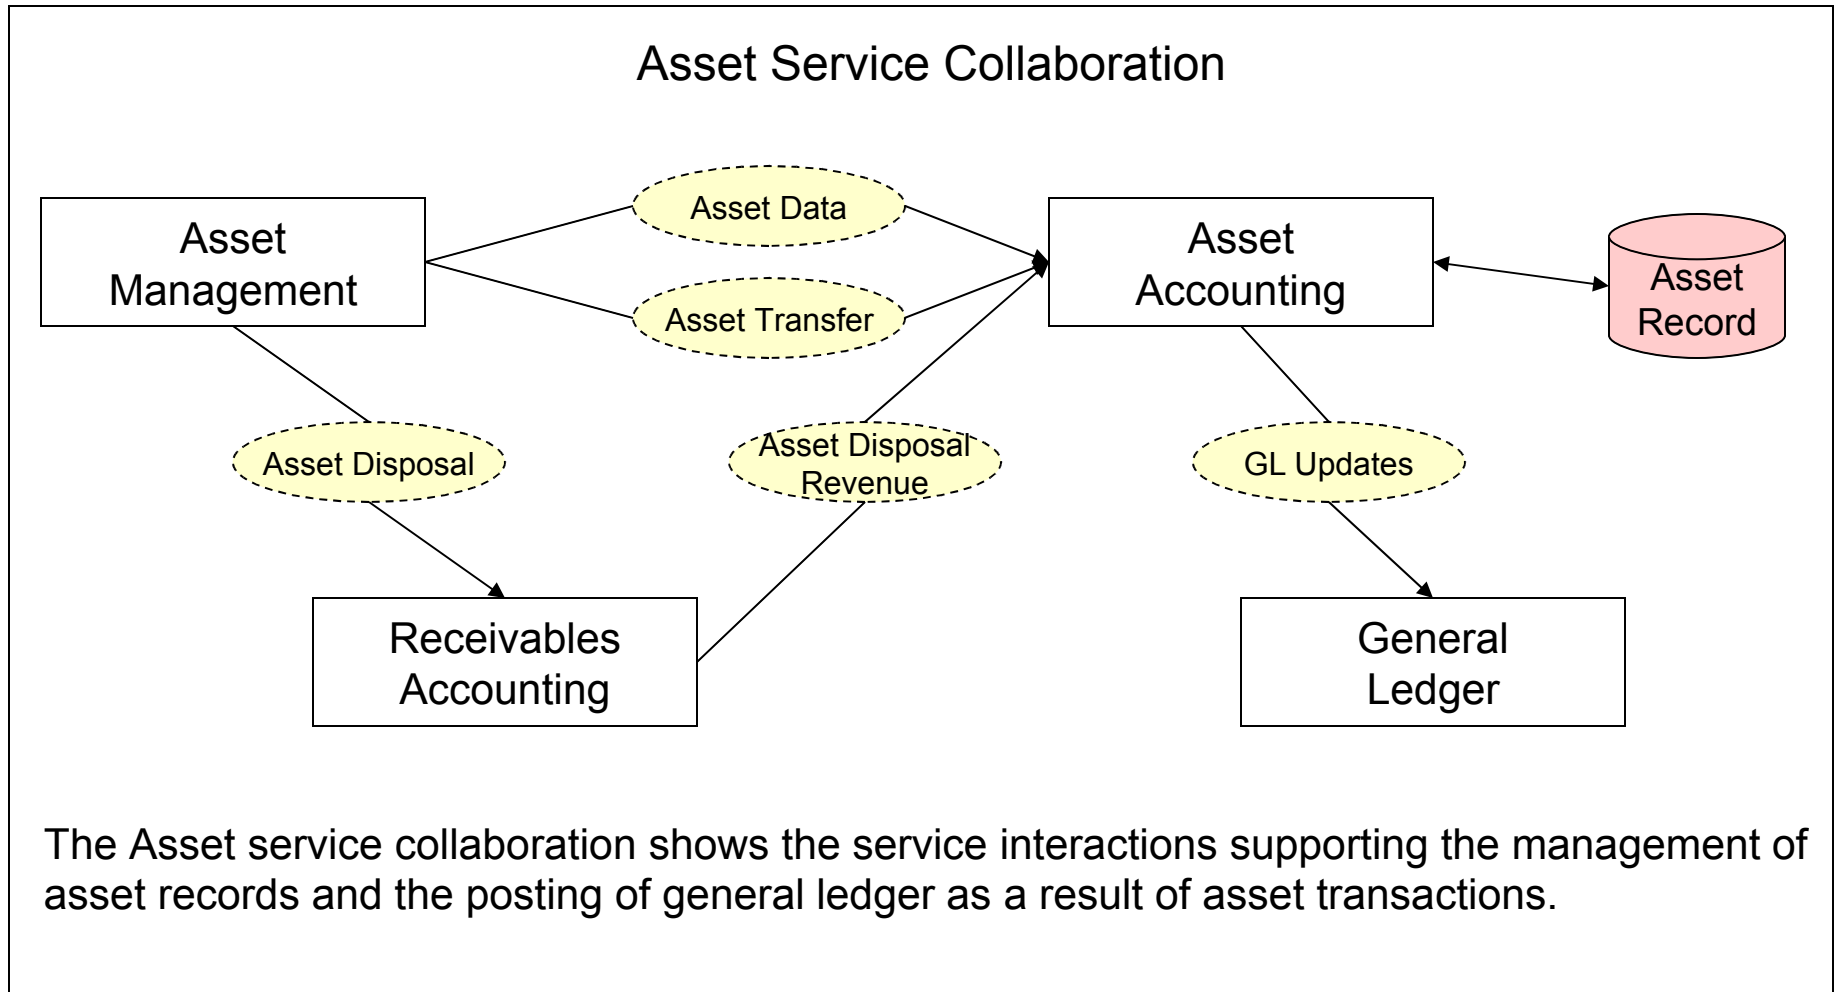 Asset Service Collaboration
Asset
Management
Asset Data
Asset Transfer
Asset
Accounting
Asset
Record
Asset Disposal
Asset Disposal
Revenue
GL Updates
Receivables
Accounting
General
Ledger
The Asset service collaboration shows the service interactions supporting the management of
asset records and the posting of general ledger as a result of asset transactions.